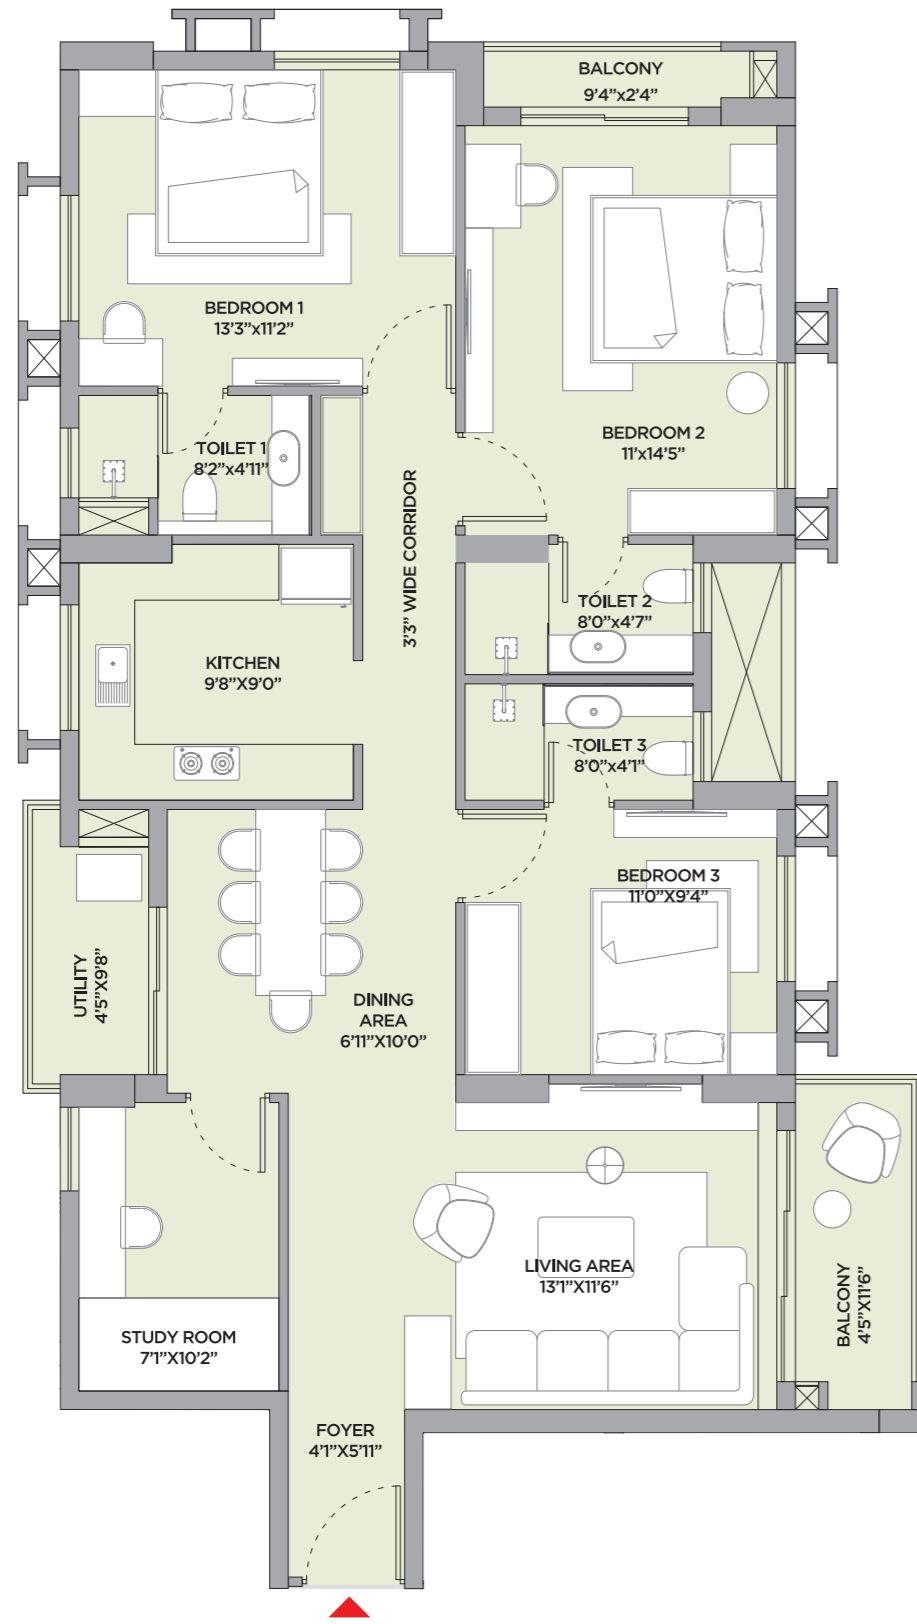 BALCONY
9'4”x2'4”
BEDROOM 1
13'3”x11'2”
BEDROOM 2
11'x14'5”
TOILET 1
8'2”x4'11”
3'3” WIDE CORRIDOR
TOILET 2
8'0”x4'7”
KITCHEN
9'8”X9'0”
TOILET 3
8'0”x4'1”
BEDROOM 3
11'0”X9'4”
UTILITY
4'5”X9'8”
DINING
AREA
6'11”X10'0”
LIVING AREA
13'1”X11'6”
BALCONY
4'5”X11'6”
STUDY ROOM
7'1”X10'2”
FOYER
4'1”X5'11”